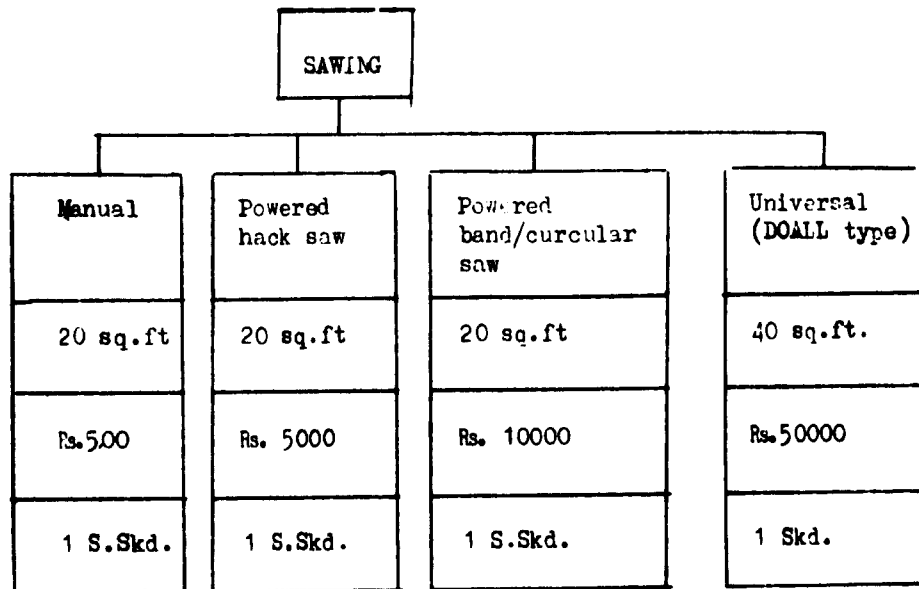 SAWING
Manual
20 sq.ft
Rs.5.00
1 S.Skd.
Powered
hack saw
20 sq.ft
Rs. 5000
1 S.Skd.
Powered
band/curcular
saw
20 sq.ft
Rs. 10000
1 S.Skd.
Universal
(DOALL type)
40 sq.ft.
Rs.50000
1 Skd.